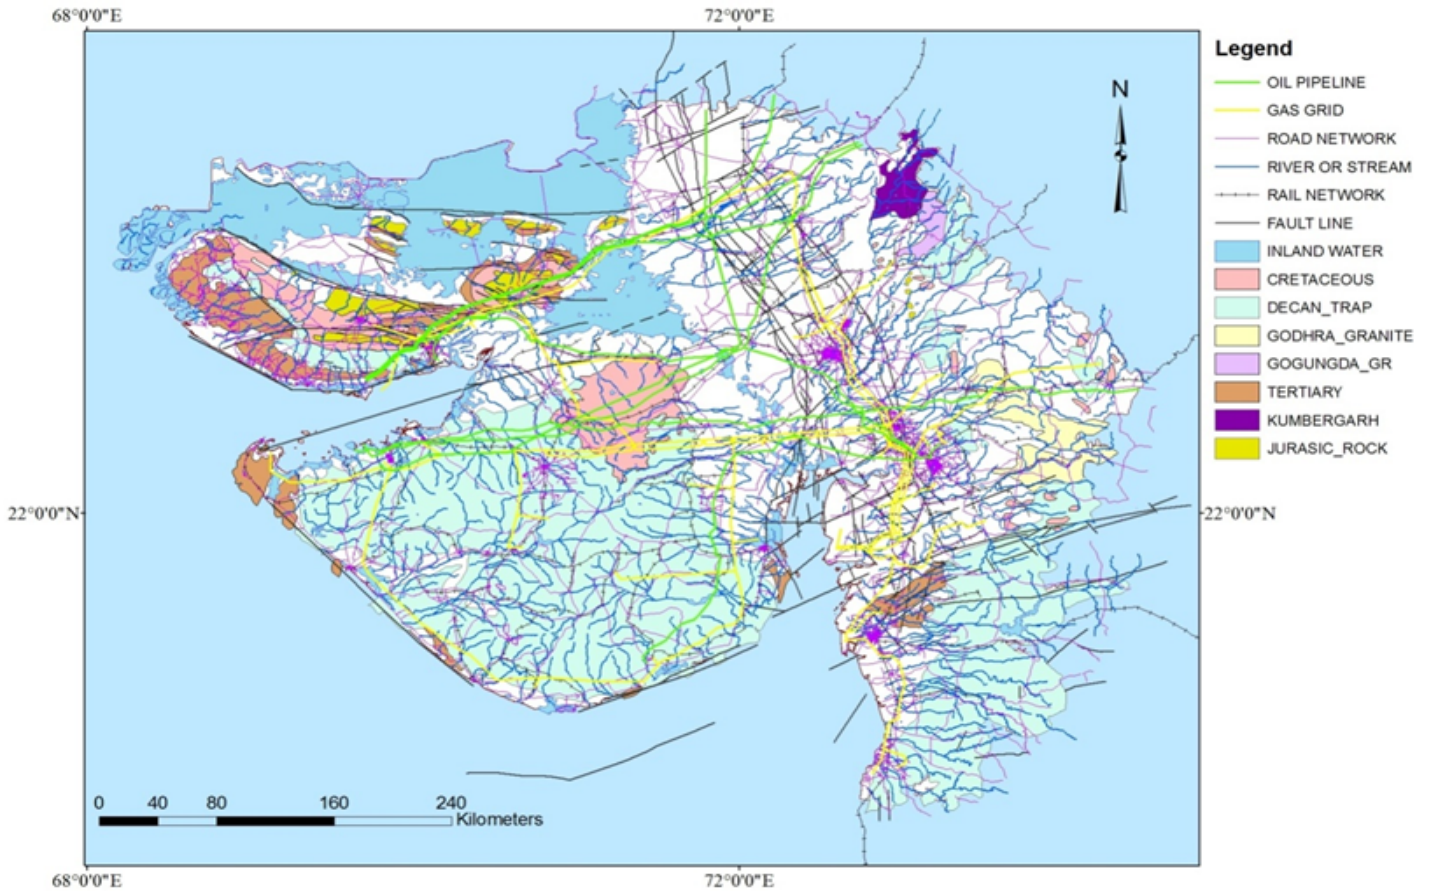 68°0'0"E
72°0'0"E
Legend
OIL PIPELINE
GAS GRID
ROAD NETWORK
RIVER OR STREAM
RAIL NETWORK
FAULT LINE
INLAND WATER
CRETACEOUS
DECAN_TRAP
GODHRA_GRANITE
GOGUNGDA_GR
TERTIARY
KUMBERGARH
JURASIC_ROCK
N
22°0'0"N
22°0'0"N
0 40 80 160 240
Kilometers
68°0'0"E
72°0'0"E